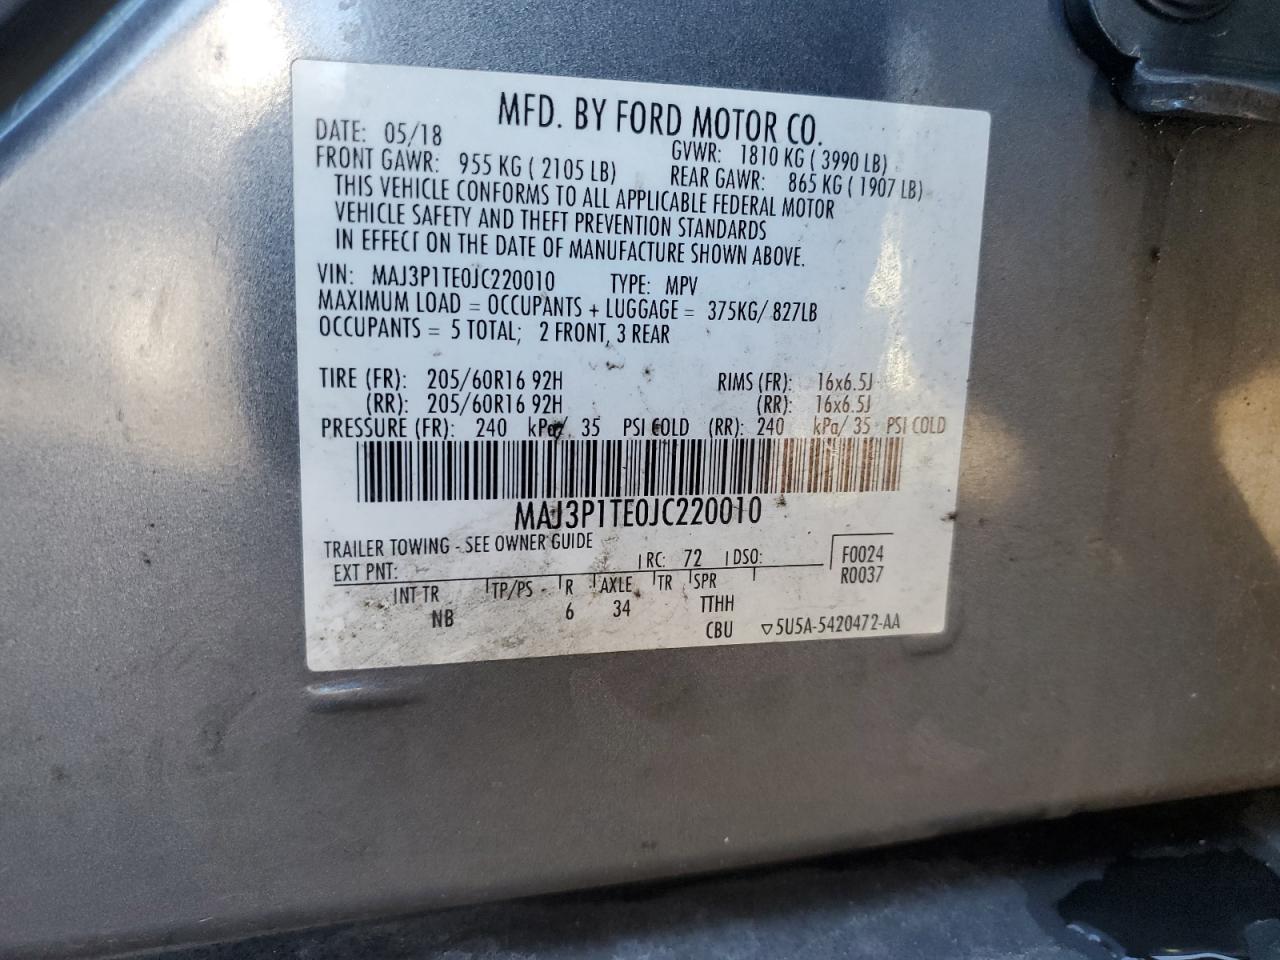 MFD. BY FORD MOTOR CO.
DATE: 05/18 GVWR: 1810 KG ( 3990 LB)
FRONT GAWR: 955 KG ( 2105 LB) REAR GAWR: 865 KG ( 1907 LB)
THIS VEHICLE CONFORMS TO ALL APPLICABLE FEDERAL MOTOR
VEHICLE SAFETY AND THEFT PREVENTION STANDARDS
IN EFFECT ON THE DATE OF MANUFACTURE SHOWN ABOVE.
VIN: MAJ3P1TE0JC220010 TYPE: MPV
MAXIMUM LOAD = OCCUPANTS + LUGGAGE = 375KG/ 827LB
OCCUPANTS = 5 TOTAL; 2 FRONT, 3 REAR
TIRE (FR): 205/60R16 92H RIMS (FR): 16x6.5J
(RR): 205/60R16 92H (RR): 16x6.5J
PRESSURE (FR): 240 kPa/ 35 PSI COLD (RR): 240 kPa/ 35 PSI COLD
MAJ3P1TE0JC220010
TRAILER TOWING - SEE OWNER GUIDE
EXT PNT: RC: 72 DSO: F0024
R0037
INT TR TP/PS R AXLE TR SPR
NB 6 34 TTHH
CBU ▽5U5A-5420472-AA